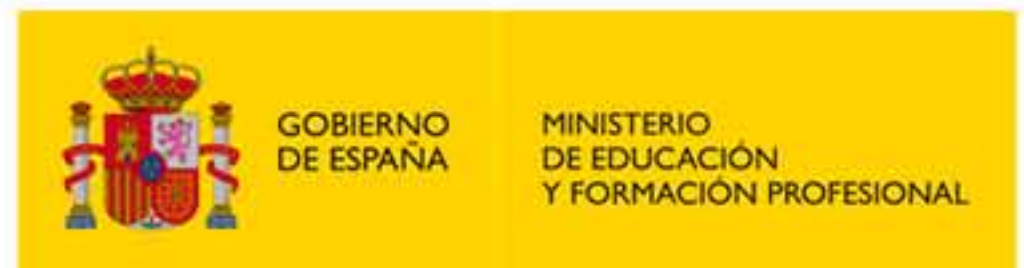 GOBIERNO
DE ESPAÑA
MINISTERIO
DE EDUCACIÓN
Y FORMACIÓN PROFESIONAL